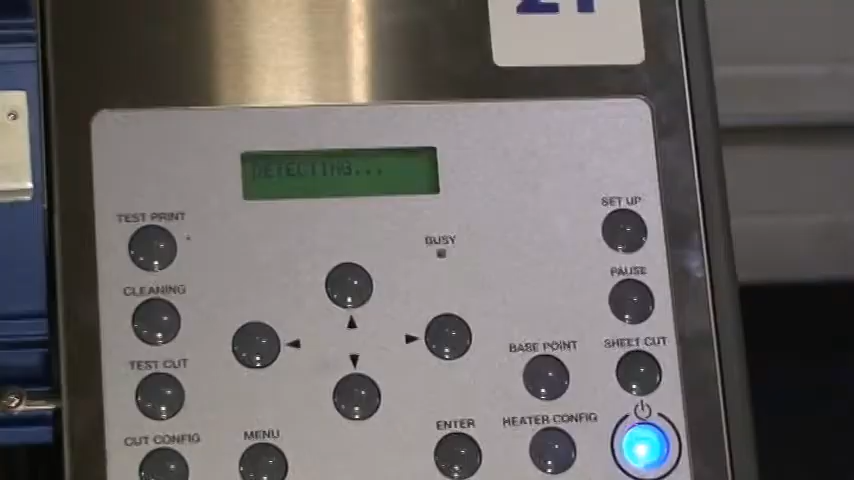 DETECTING...
TEST PRINT
SET UP
BUSY
PAUSE
CLEANING
TEST CUT
BASE POINT
SHEET CUT
CUT CONFIG
MENU
ENTER
HEATER CONFIG